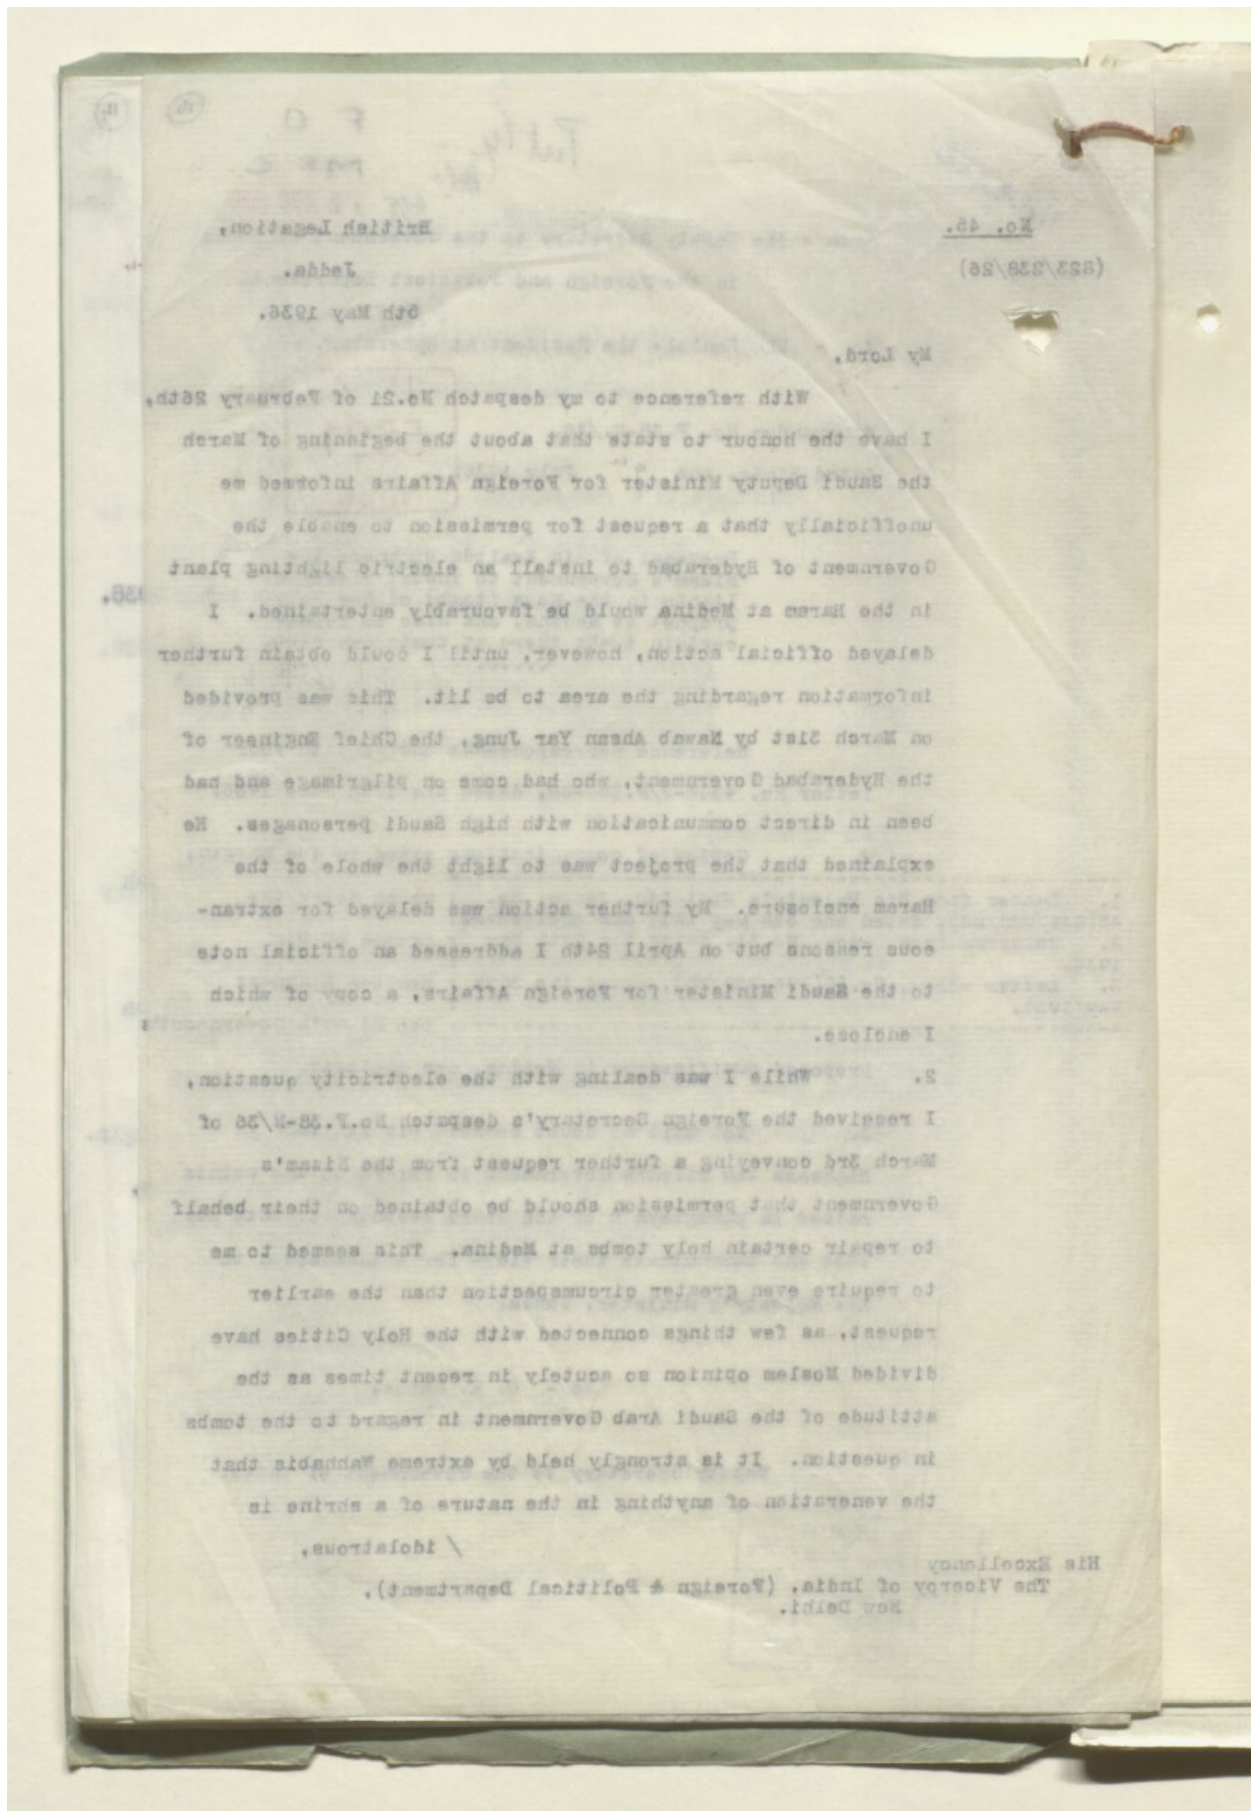 No. 45.
British Legation,
(823/238/26)
Jedda.
5th May 1936.
My Lord,
With reference to my despatch No.21 of February 26th,
I have the honour to state that about the beginning of March
the Saudi Deputy Minister for Foreign Affairs informed me
unofficially that a request for permission to enable the
Government of Hyderabad to install an electric lighting plant
in the Haram at Medina would be favourably entertained. I
delayed official action, however, until I could obtain further
information regarding the area to be lit. This was provided
on March 31st by Nawab Ahsan Yar Jung, the Chief Engineer of
the Hyderabad Government, who had come on pilgrimage and had
been in direct communication with high Saudi personages. He
explained that the project was to light the whole of the
Haram enclosure. My further action was delayed for extran-
eous reasons but on April 24th I addressed an official note
to the Saudi Minister for Foreign Affairs, a copy of which
I enclose.
2. While I was dealing with the electricity question,
I received the Foreign Secretary's despatch No.F.38-N/36 of
March 3rd conveying a further request from the Nizam's
Government that permission should be obtained on their behalf
to repair certain holy tombs at Medina. This seemed to me
to require even greater circumspection than the earlier
request, as few things connected with the Holy Cities have
divided Moslem opinion so acutely in recent times as the
attitude of the Saudi Arab Government in regard to the tombs
in question. It is strongly held by extreme Wahhabis that
the veneration of anything in the nature of a shrine is
/ idolatrous,
His Excellency
The Viceroy of India, (Foreign & Political Department),
New Delhi.